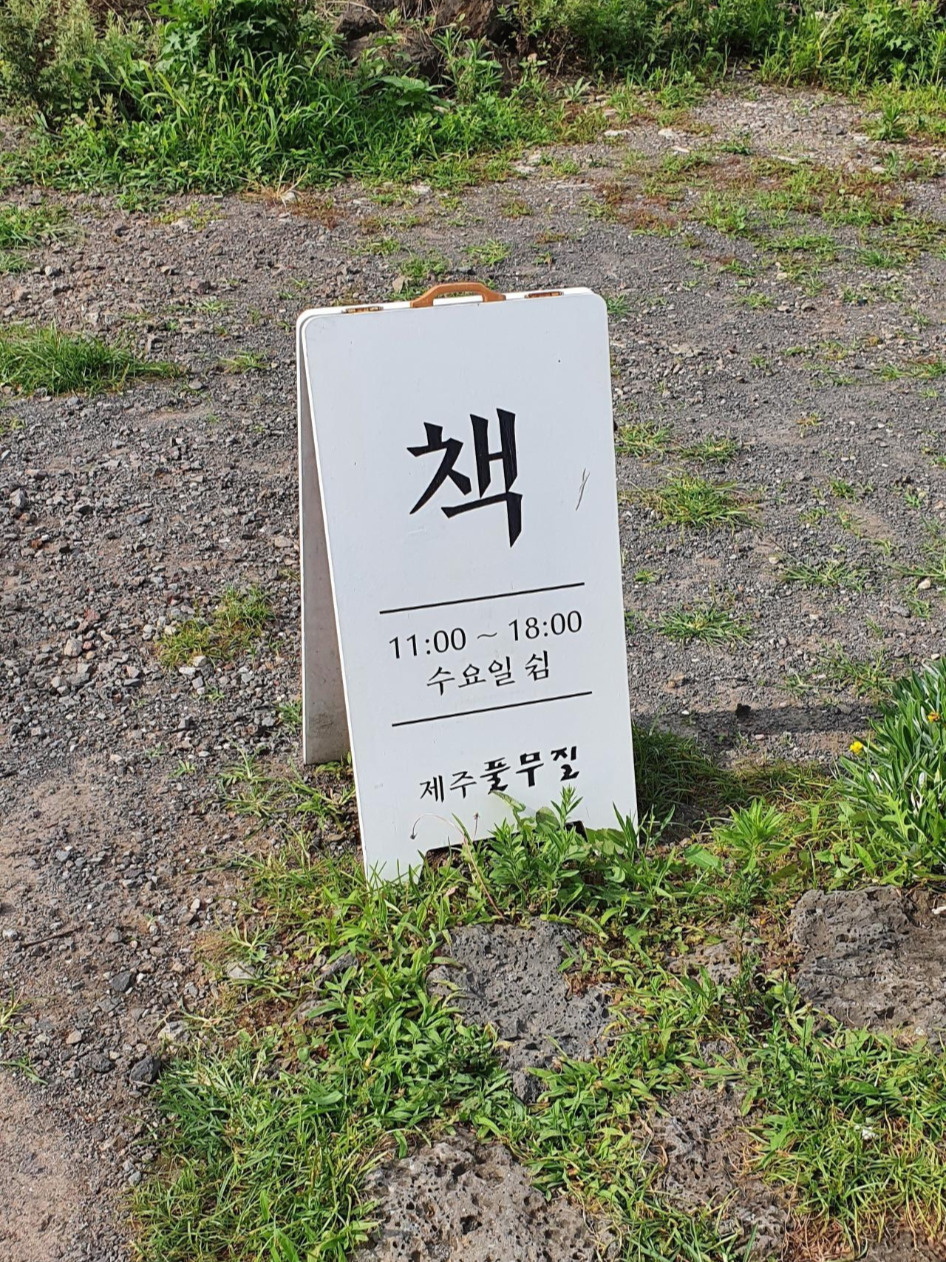 책
11:00 ~ 18:00
수요일 쉼
제주풀무질